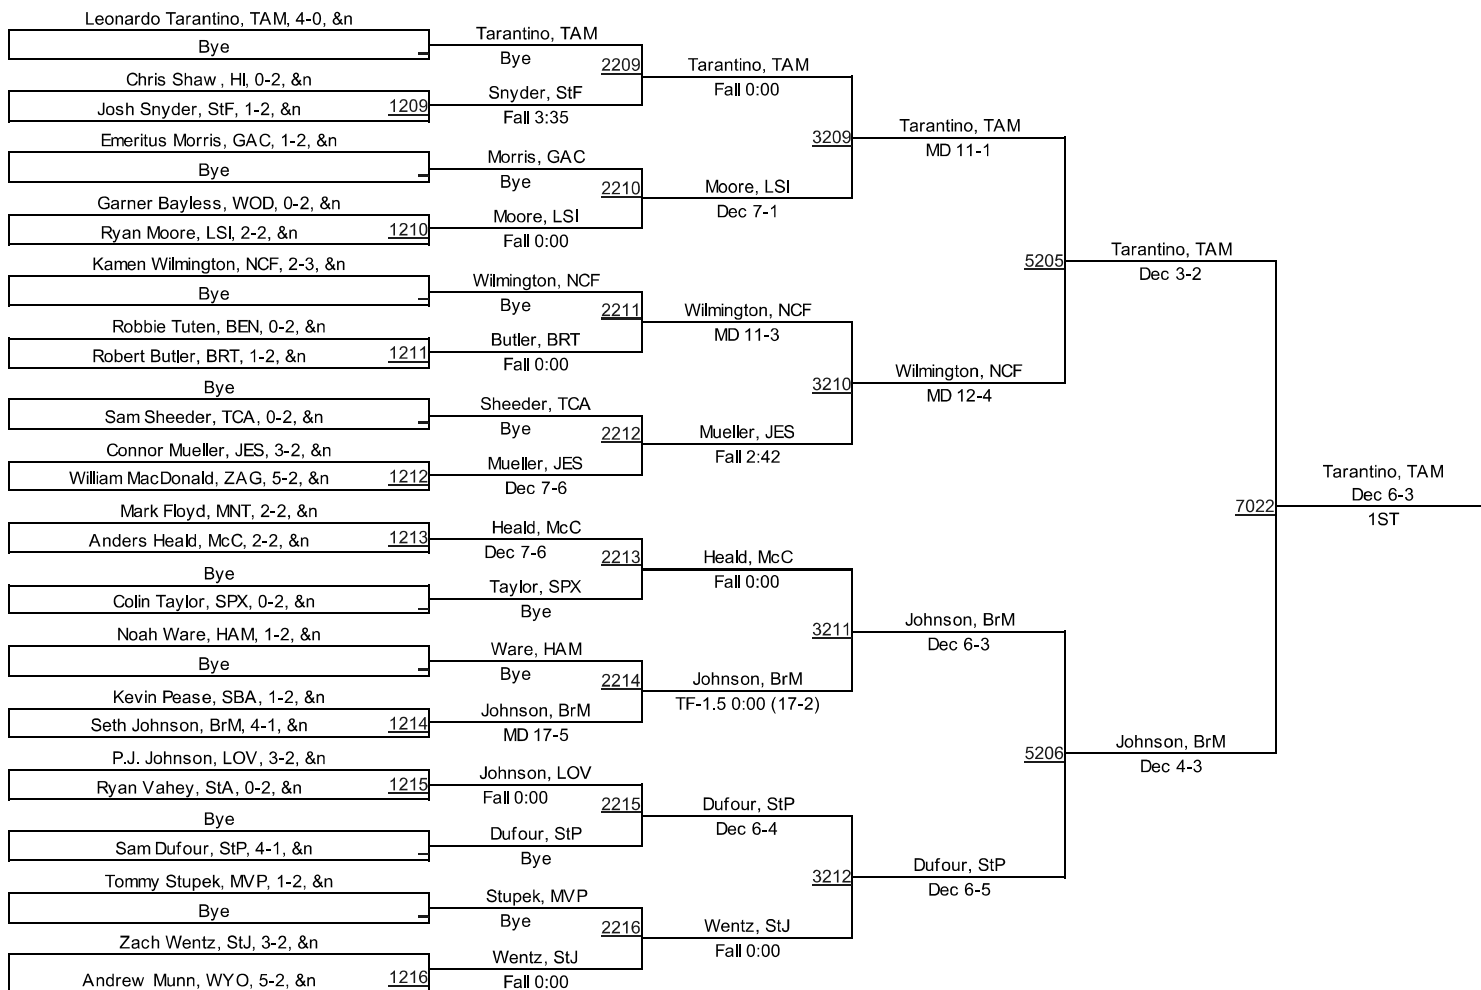 Leonardo Tarantino, TAM, 4-0, &n
Bye
Chris Shaw , HI, 0-2, &n
Josh Snyder, StF, 1-2, &n 1209
Emeritus Morris, GAC, 1-2, &n
Bye
Garner Bayless, WOD, 0-2, &n
Ryan Moore, LSI, 2-2, &n 1210
Kamen Wilmington, NCF, 2-3, &n
Bye
Robbie Tuten, BEN, 0-2, &n
Robert Butler, BRT, 1-2, &n 1211
Bye
Sam Sheeder, TCA, 0-2, &n
Connor Mueller, JES, 3-2, &n
William MacDonald, ZAG, 5-2, &n 1212
Mark Floyd, MNT, 2-2, &n
Anders Heald, McC, 2-2, &n 1213
Bye
Colin Taylor, SPX, 0-2, &n
Noah Ware, HAM, 1-2, &n
Bye
Kevin Pease, SBA, 1-2, &n
Seth Johnson, BrM, 4-1, &n 1214
P.J. Johnson, LOV, 3-2, &n
Ryan Vahey, StA, 0-2, &n 1215
Bye
Sam Dufour, StP, 4-1, &n
Tommy Stupek, MVP, 1-2, &n
Bye
Zach Wentz, StJ, 3-2, &n
Andrew Munn, WYO, 5-2, &n 1216
Tarantino, TAM
Bye
2209
Snyder, StF
Fall 3:35
Morris, GAC
Bye
2210
Moore, LSI
Fall 0:00
Wilmington, NCF
Bye
2211
Butler, BRT
Fall 0:00
Sheeder, TCA
Bye
2212
Mueller, JES
Dec 7-6
Heald, McC
Dec 7-6
2213
Taylor, SPX
Bye
Ware, HAM
Bye
2214
Johnson, BrM
MD 17-5
Johnson, LOV
Fall 0:00
2215
Dufour, StP
Bye
Stupek, MVP
Bye
2216
Wentz, StJ
Fall 0:00
Tarantino, TAM
Fall 0:00
3209
Moore, LSI
Dec 7-1
Wilmington, NCF
MD 11-3
3210
Mueller, JES
Fall 2:42
Heald, McC
Fall 0:00
3211
Johnson, BrM
TF-1.5 0:00 (17-2)
Dufour, StP
Dec 6-4
3212
Wentz, StJ
Fall 0:00
Tarantino, TAM
MD 11-1
5205
Wilmington, NCF
MD 12-4
Johnson, BrM
Dec 6-3
5206
Dufour, StP
Dec 6-5
Tarantino, TAM
Dec 3-2
7022
Johnson, BrM
Dec 4-3
Tarantino, TAM
Dec 6-3
1ST